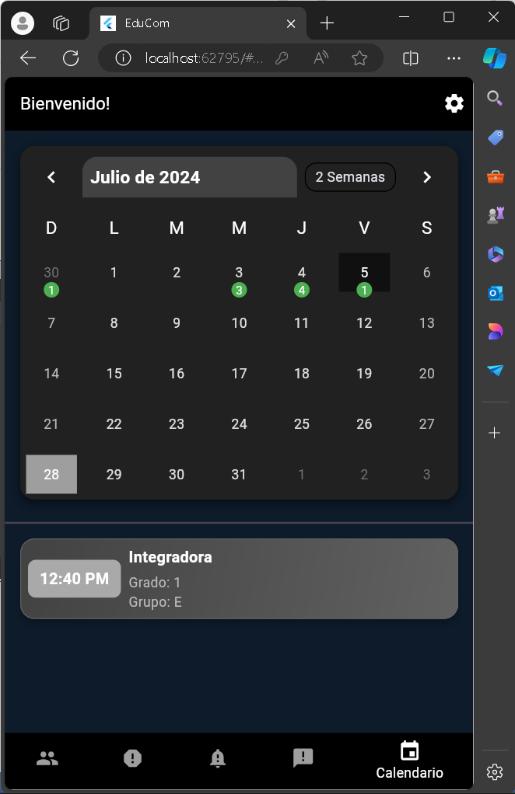 EduCom
localhost:62795/#...
Bienvenido!
Julio de 2024
2 Semanas
D L M M J V S
30 1 2 3 4 5 6
1 3 4 1
7 8 9 10 11 12 13
14 15 16 17 18 19 20
21 22 23 24 25 26 27
28 29 30 31 1 2 3
12:40 PM
Integradora
Grado: 1
Grupo: E
Calendario